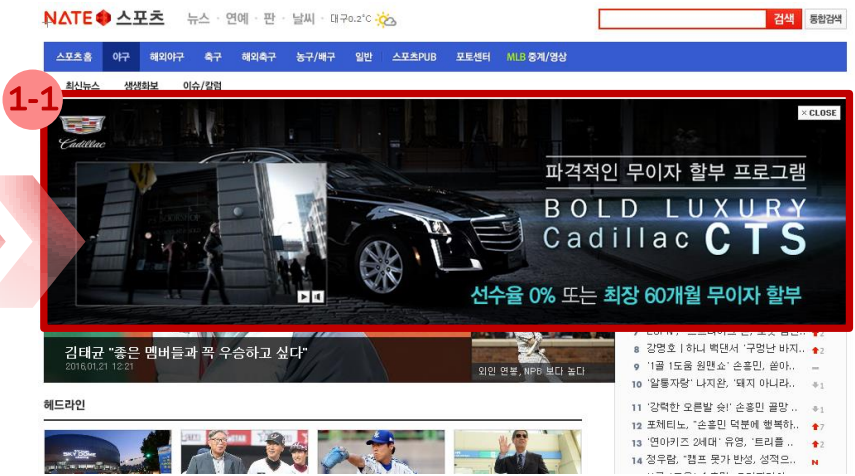 NATE 스포츠 뉴스 · 연예 · 판 · 날씨 · 대구0.2°C 검색 통합검색
스포츠홈 야구 해외야구 축구 해외축구 농구/배구 일반 스포츠PUB 포토센터 MLB 중계/영상
최신뉴스 생생화보 이슈/칼럼
1-1
× CLOSE
Cadillac
파격적인 무이자 할부 프로그램
BOLD LUXURY
Cadillac CTS
선수율 0% 또는 최장 60개월 무이자 할부
김태균 "좋은 멤버들과 꼭 우승하고 싶다"
2016.01.21 12:21
외인 연봉, NPB 보다 높다
8 강명호 | 하니 백댄서 '구멍난 바지.. 2
9 '1골 1도움 원맨쇼' 손흥민, 쏟아..
10 '알통자랑' 나지완, '돼지 아니라.. 1
헤드라인
11 '강력한 오른발 슛!' 손흥민 골망 .. 1
12 포체티노, "손흥민 덕분에 행복하.. 7
13 '연아키즈 2세대' 유영, '트리플 .. 2
14 정우람, "캠프 못가 반성, 성적으.. N